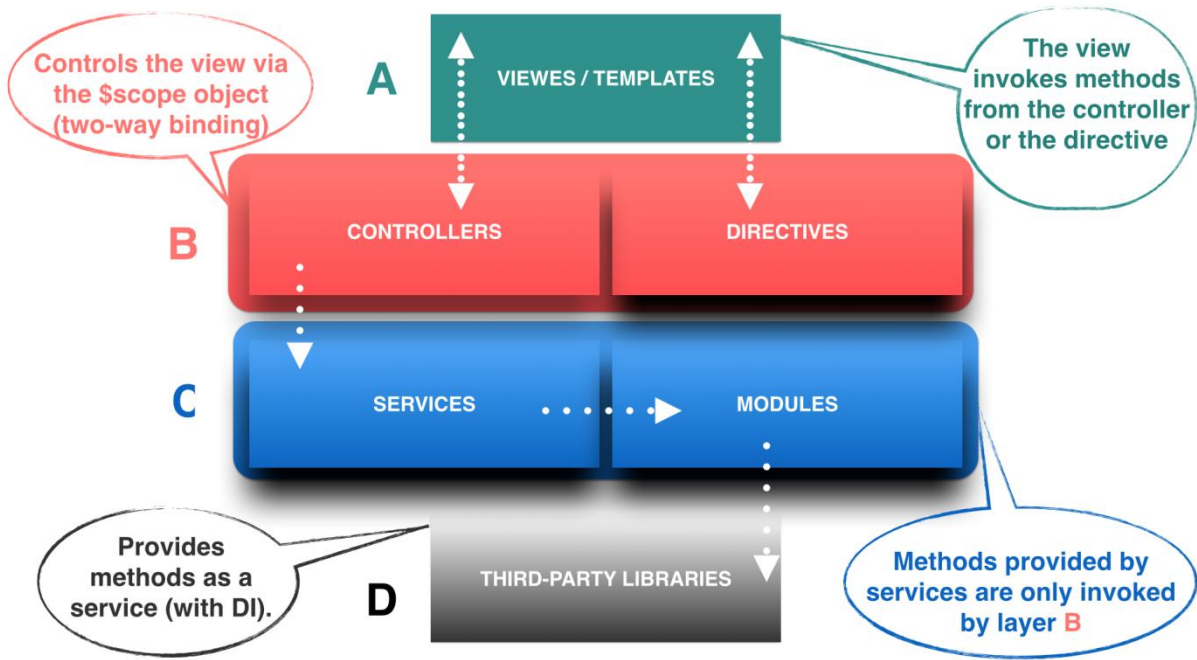 Controls the view via
the $scope object
(two-way binding)
A
VIEWES / TEMPLATES
The view
invokes methods
from the controller
or the directive
B
CONTROLLERS
DIRECTIVES
C
SERVICES
MODULES
Provides
methods as a
service (with DI).
D
THIRD-PARTY LIBRARIES
Methods provided by
services are only invoked
by layer B